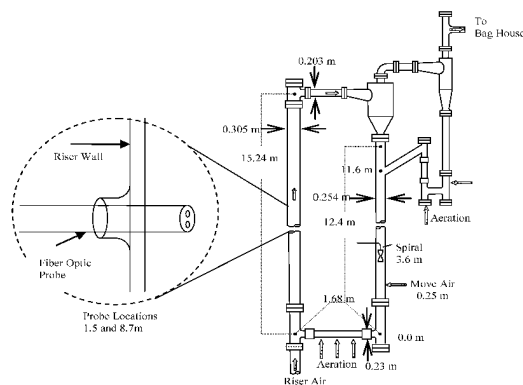 To
Bag House
0.203 m
0.305 m
15.24 m
Riser Wall
11.6 m
0.254 m
12.4 m
Aeration
Spiral
3.6 m
Fiber Optic
Probe
Move Air
0.25 m
Probe Locations
1.5 and 8.7m
1.68 m
0.0 m
Aeration
0.23 m
Riser Air